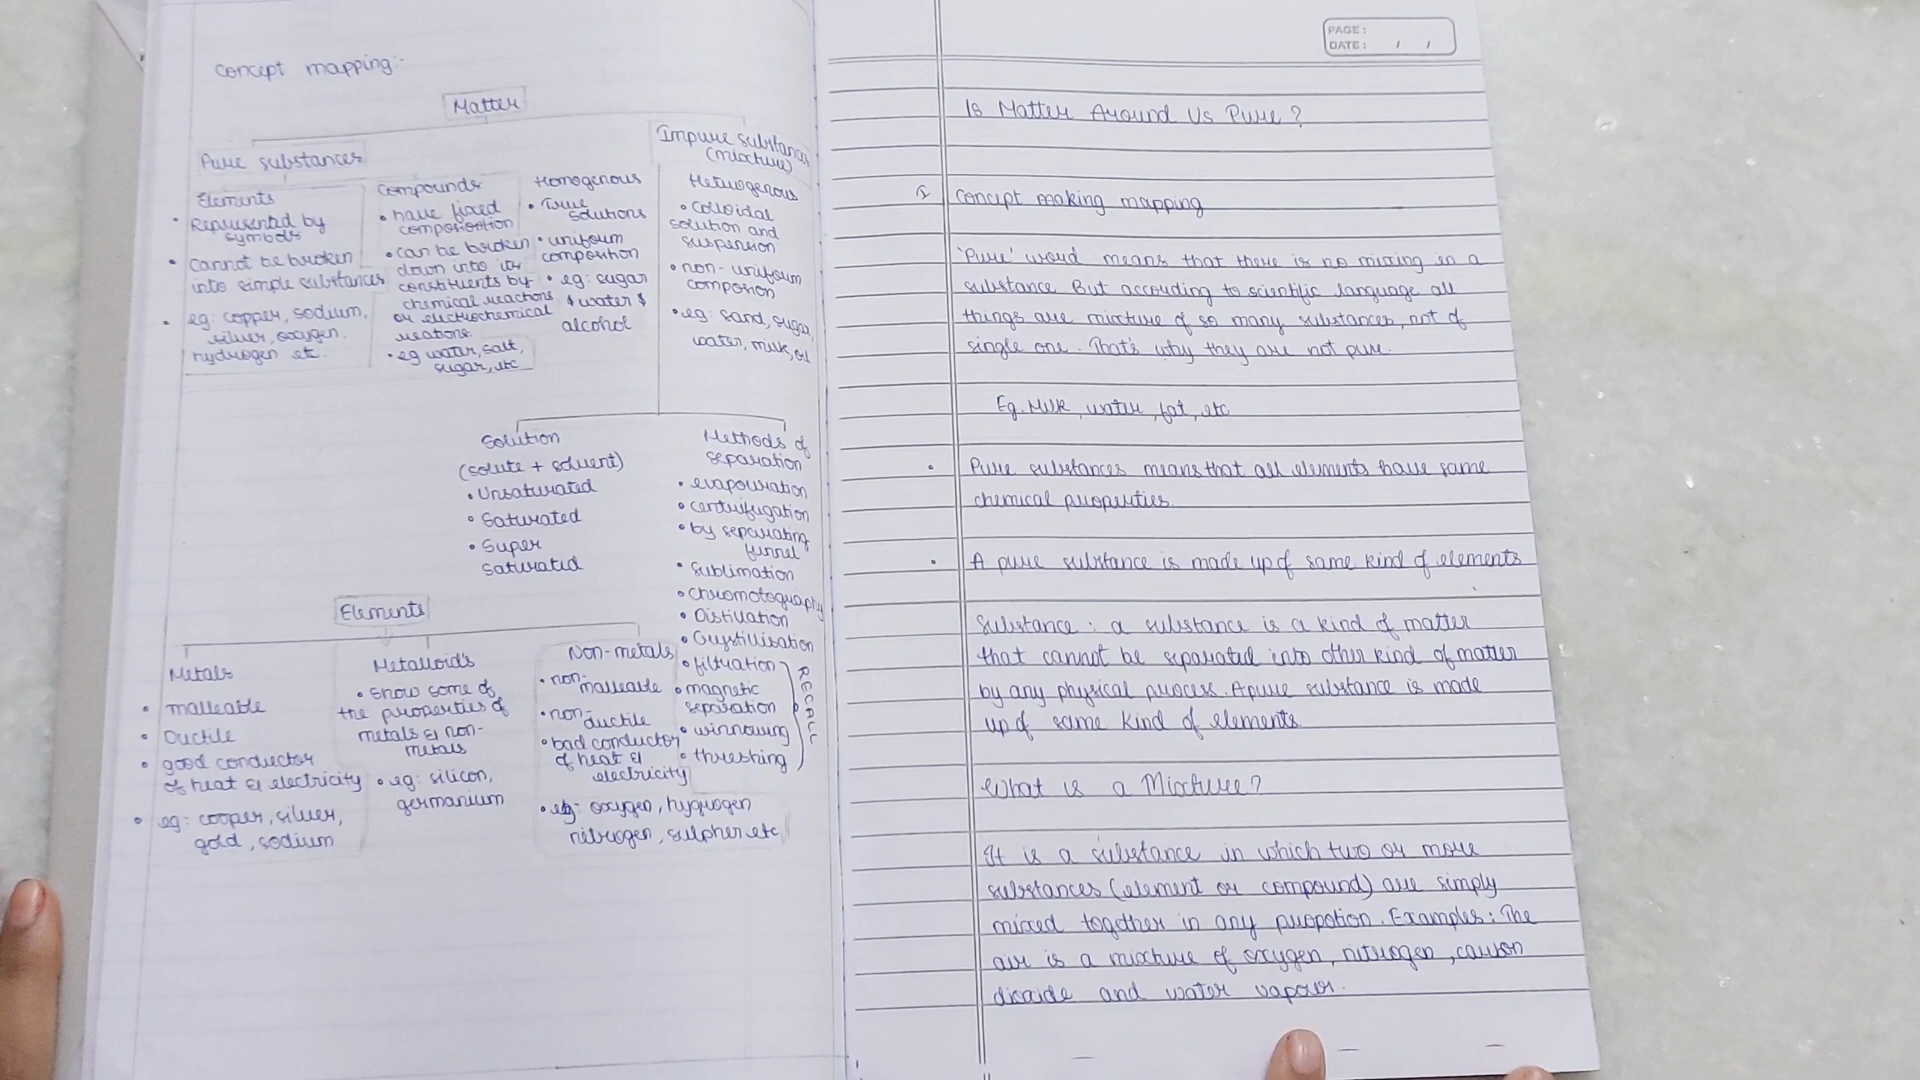 Concept mapping:-
Matter
Pure substances
Impure substances
(mixture)
Elements
• Represented by
symbols
• Cannot be broken
into simple substances
• eg: copper, sodium,
silver, oxygen,
hydrogen etc
Compounds
• have fixed
composition
• can be broken
down into its
constituents by
chemical reactions
or electrochemical
reations.
• eg water, salt,
sugar, etc
Homogenous
• True
solutions
• uniform
composition
• eg: sugar
& water &
alcohol
Heterogenous
• Colloidal
solution and
suspension
• non-uniform
composion
• eg: sand, sugar,
water, milk, oil
Solution
(solute + solvent)
• Unsaturated
• Saturated
• Super
saturated
Methods of
separation
• evapouration
• centrifugation
• by separating
funnel
• Sublimation
• Chromotography
• Distillation
• Crystillisation
• filtration
• magnetic
separation
• winnowing
• threshing
RECALL
Elements
Metals
• malleable
• Ductile
• good conductor
of heat & electricity
• eg: cooper, silver,
gold, sodium
Metalloids
• show some of
the properties of
metals & non-
metals
• eg: silicon,
germanium
Non-metals
• non-
malleable
• non-
ductile
• bad conductor
of heat &
electricity
• eg: oxygen, hygrogen
nitrogen, sulpher etc
PAGE:
DATE: / /
Is Matter Around Us Pure?
Concept making mapping
'Pure' word means that there is no mixing in a
substance But according to scientific language all
things are mixture of so many substances, not of
single one. That's why they are not pure.
Eg. Milk, water, fat, etc
• Pure substances means that all elements have same
chemical properties.
• A pure substance is made up of same kind of elements
Substance: a substance is a kind of matter
that cannot be separated into other kind of matter
by any physical process. A pure substance is made
up of same kind of elements.
What is a Mixture?
It is a substance in which two or more
substances (element or compound) are simply
mixed together in any propotion. Examples: The
air is a mixture of oxygen, nitrogen, carbon
dioxide and water vapour.